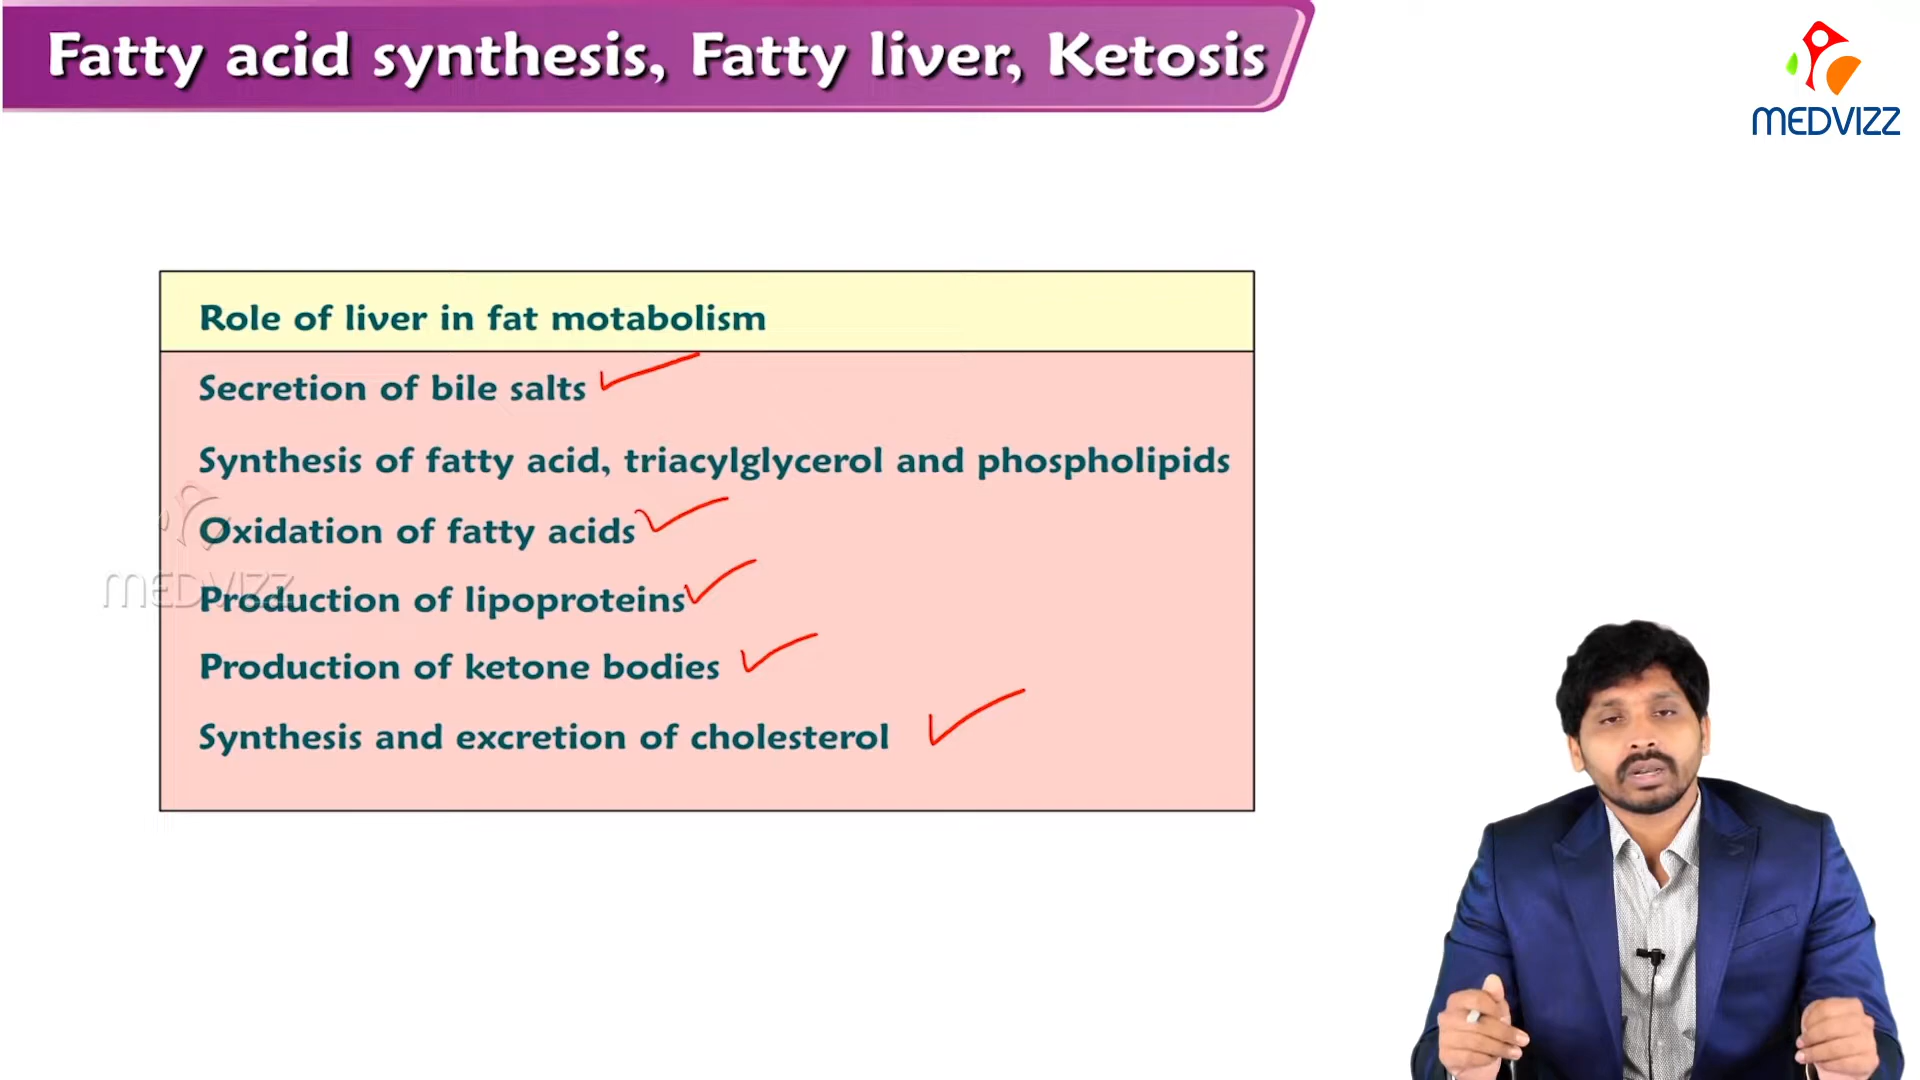 Fatty acid synthesis, Fatty liver, Ketosis
MEDVIZZ
Role of liver in fat motabolism
Secretion of bile salts
Synthesis of fatty acid, triacylglycerol and phospholipids
Oxidation of fatty acids
MEDVIZZ
Production of lipoproteins
Production of ketone bodies
Synthesis and excretion of cholesterol